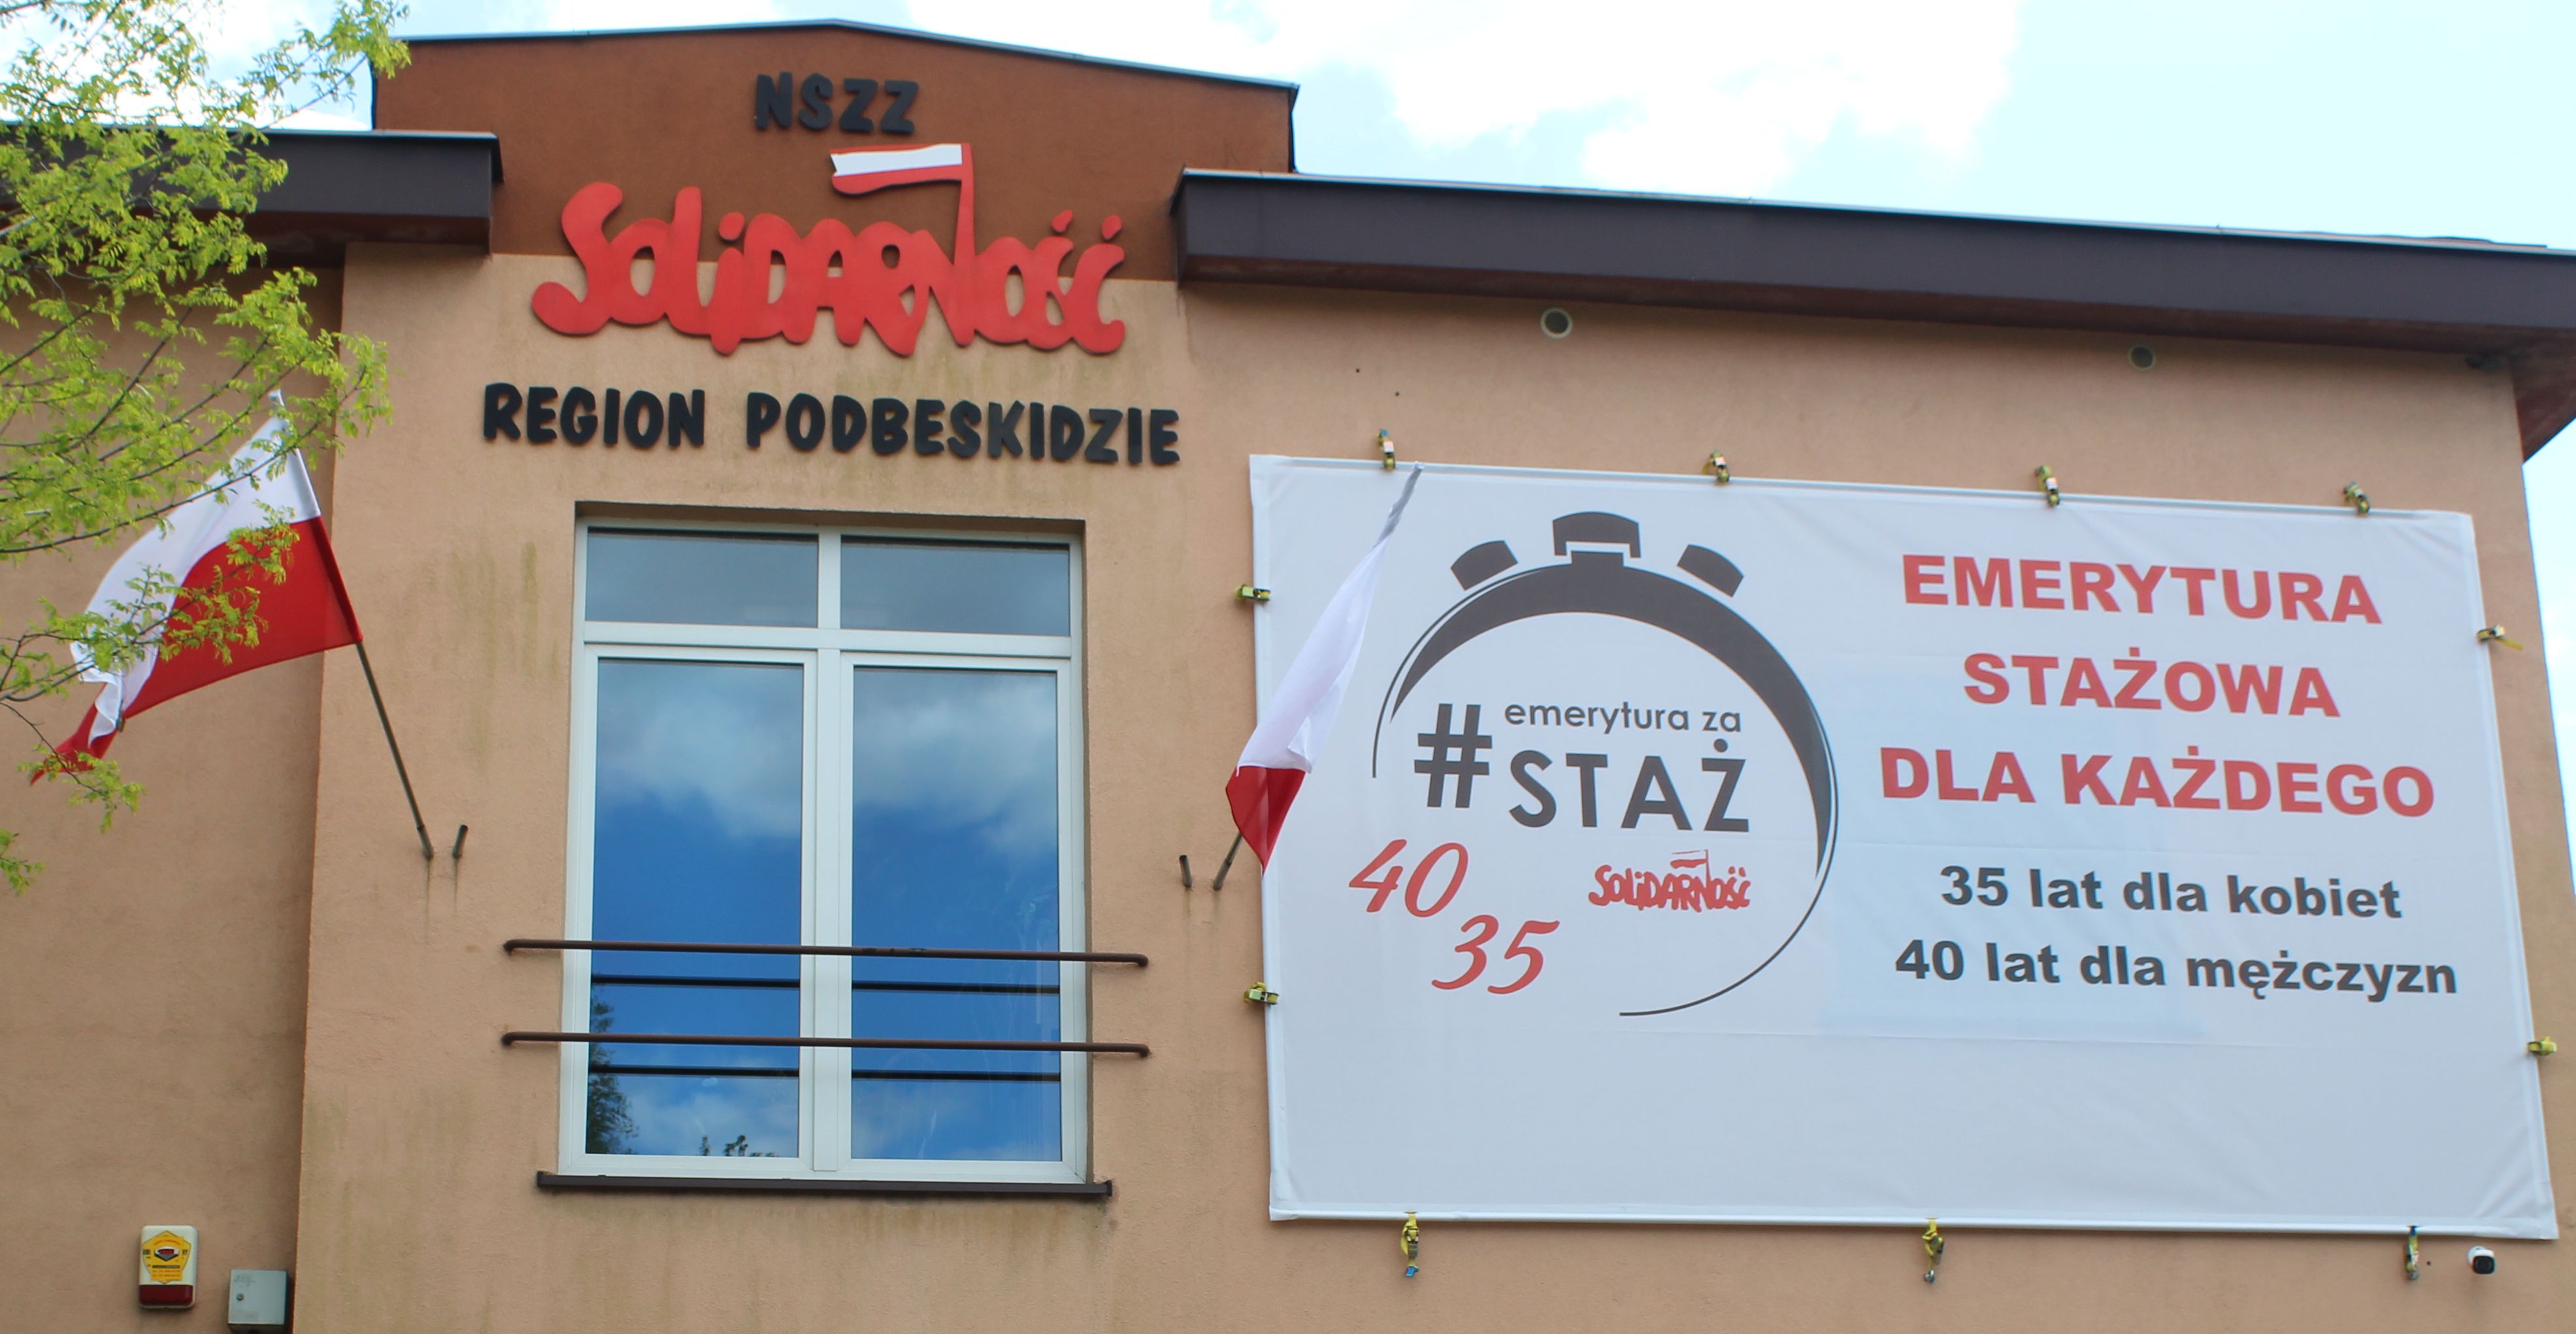 NSZZ
SOLiDARNOŚĆ
REGION PODBESKIDZIE
# emerytura za
STAŻ
40
35
SOLiDARNOŚĆ
EMERYTURA
STAŻOWA
DLA KAŻDEGO
35 lat dla kobiet
40 lat dla mężczyzn